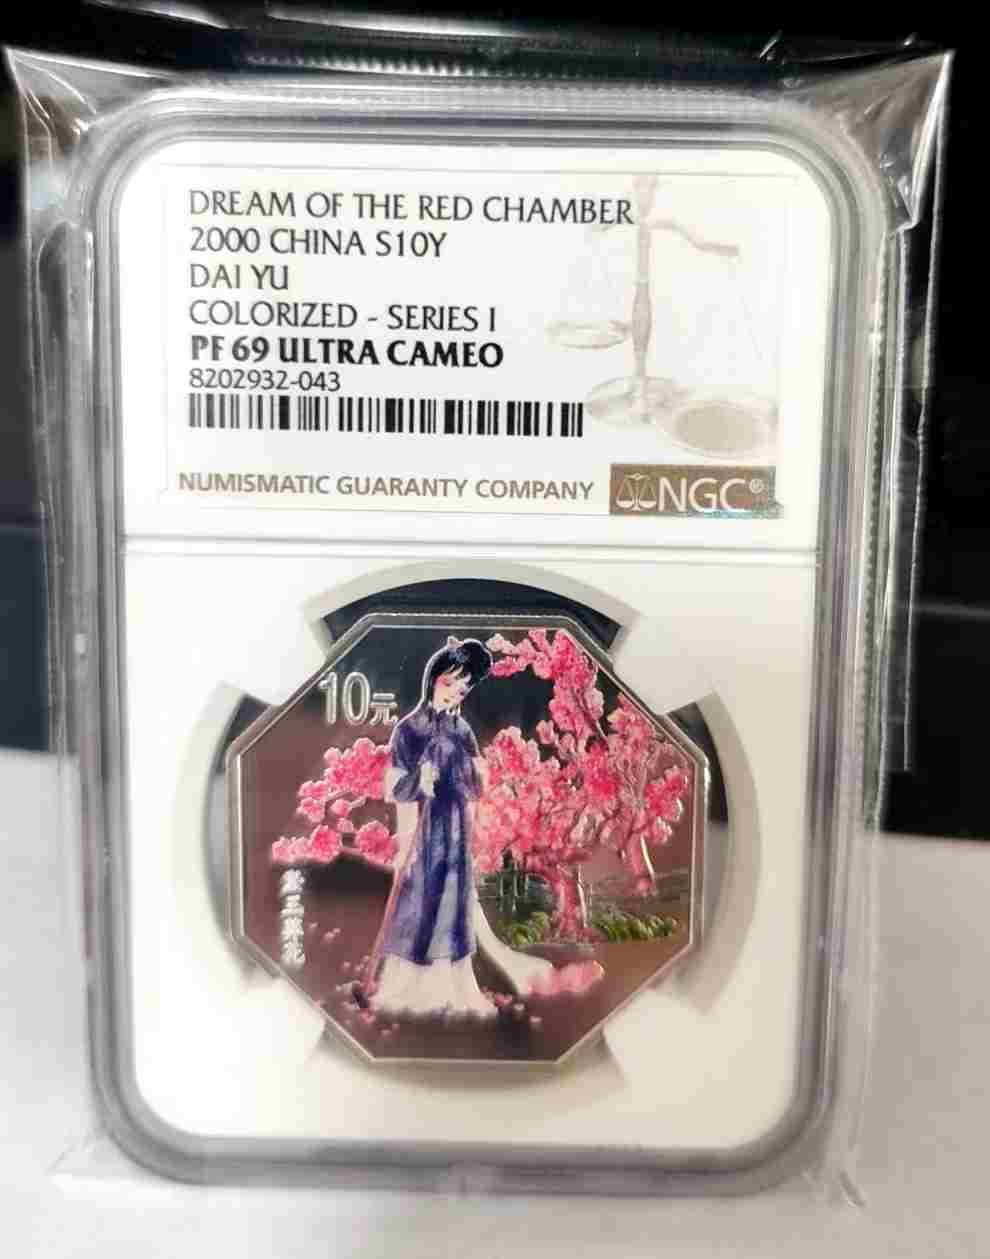 DREAM OF THE RED CHAMBER
2000 CHINA S10Y
DAI YU
COLORIZED - SERIES I
PF 69 ULTRA CAMEO
8202932-043
NUMISMATIC GUARANTY COMPANY NGC®
10元